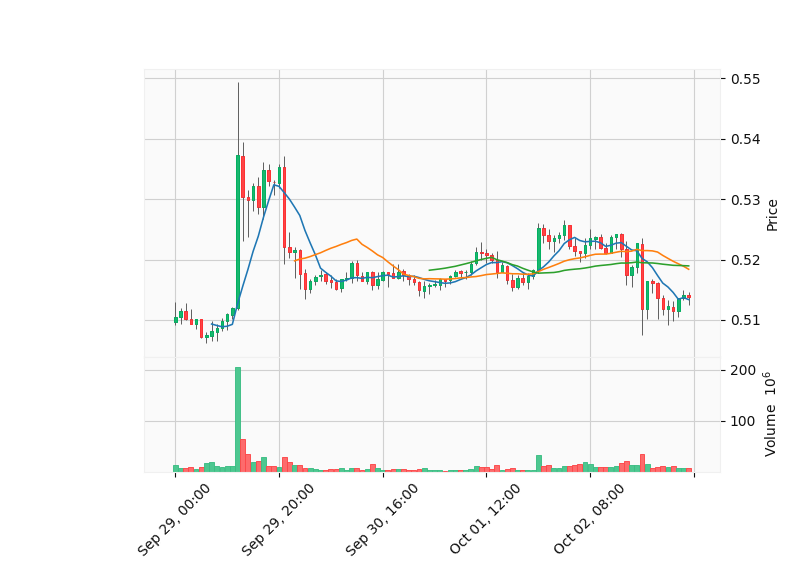 0.55
0.54
0.53
0.52
0.51
Price
200
100
Volume 10^6
Sep 29, 00:00
Sep 29, 20:00
Sep 30, 16:00
Oct 01, 12:00
Oct 02, 08:00